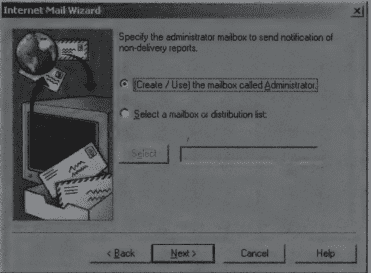 Internet Mail Wizard
Specify the administrator mailbox to send notification of
non-delivery reports.
(Create / Use) the mailbox called Administrator.
Select a mailbox or distribution list:
Select
< Back
Next >
Cancel
Help